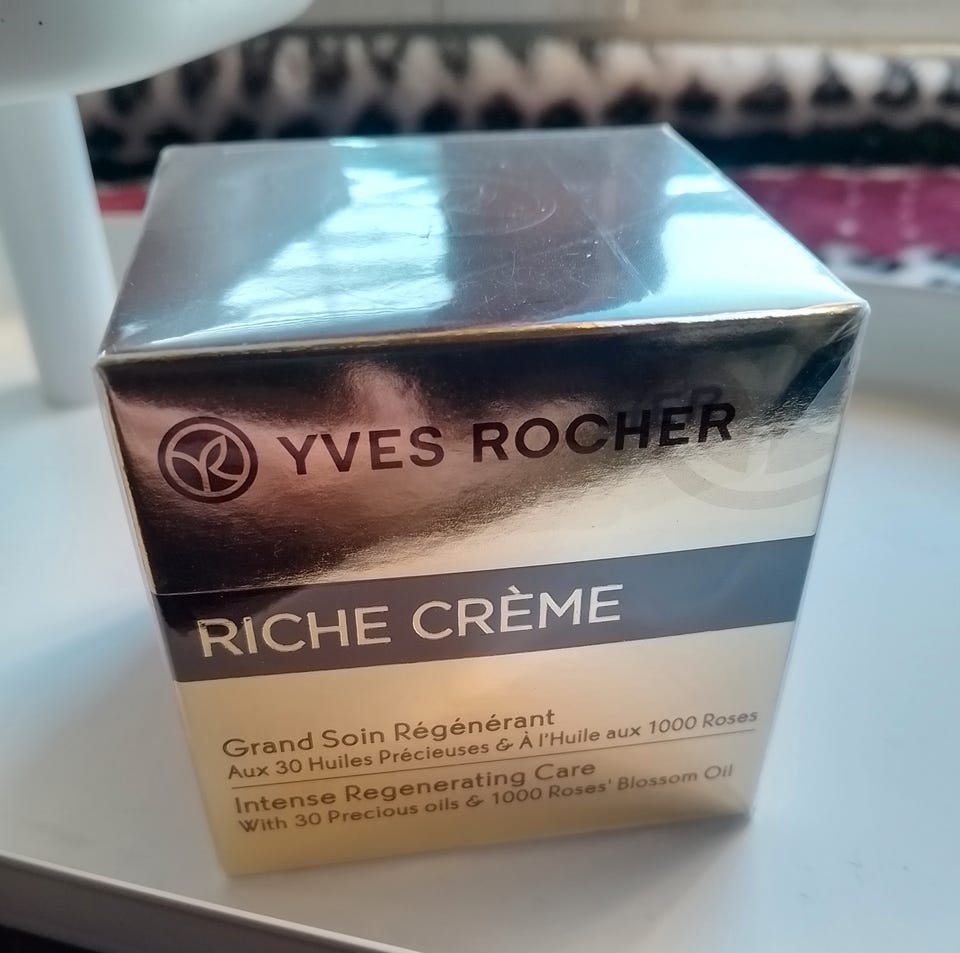 YVES ROCHER
RICHE CRÈME
Grand Soin Régénérant
Aux 30 Huiles Précieuses & À l'Huile aux 1000 Roses
Intense Regenerating Care
With 30 Precious oils & 1000 Roses' Blossom Oil